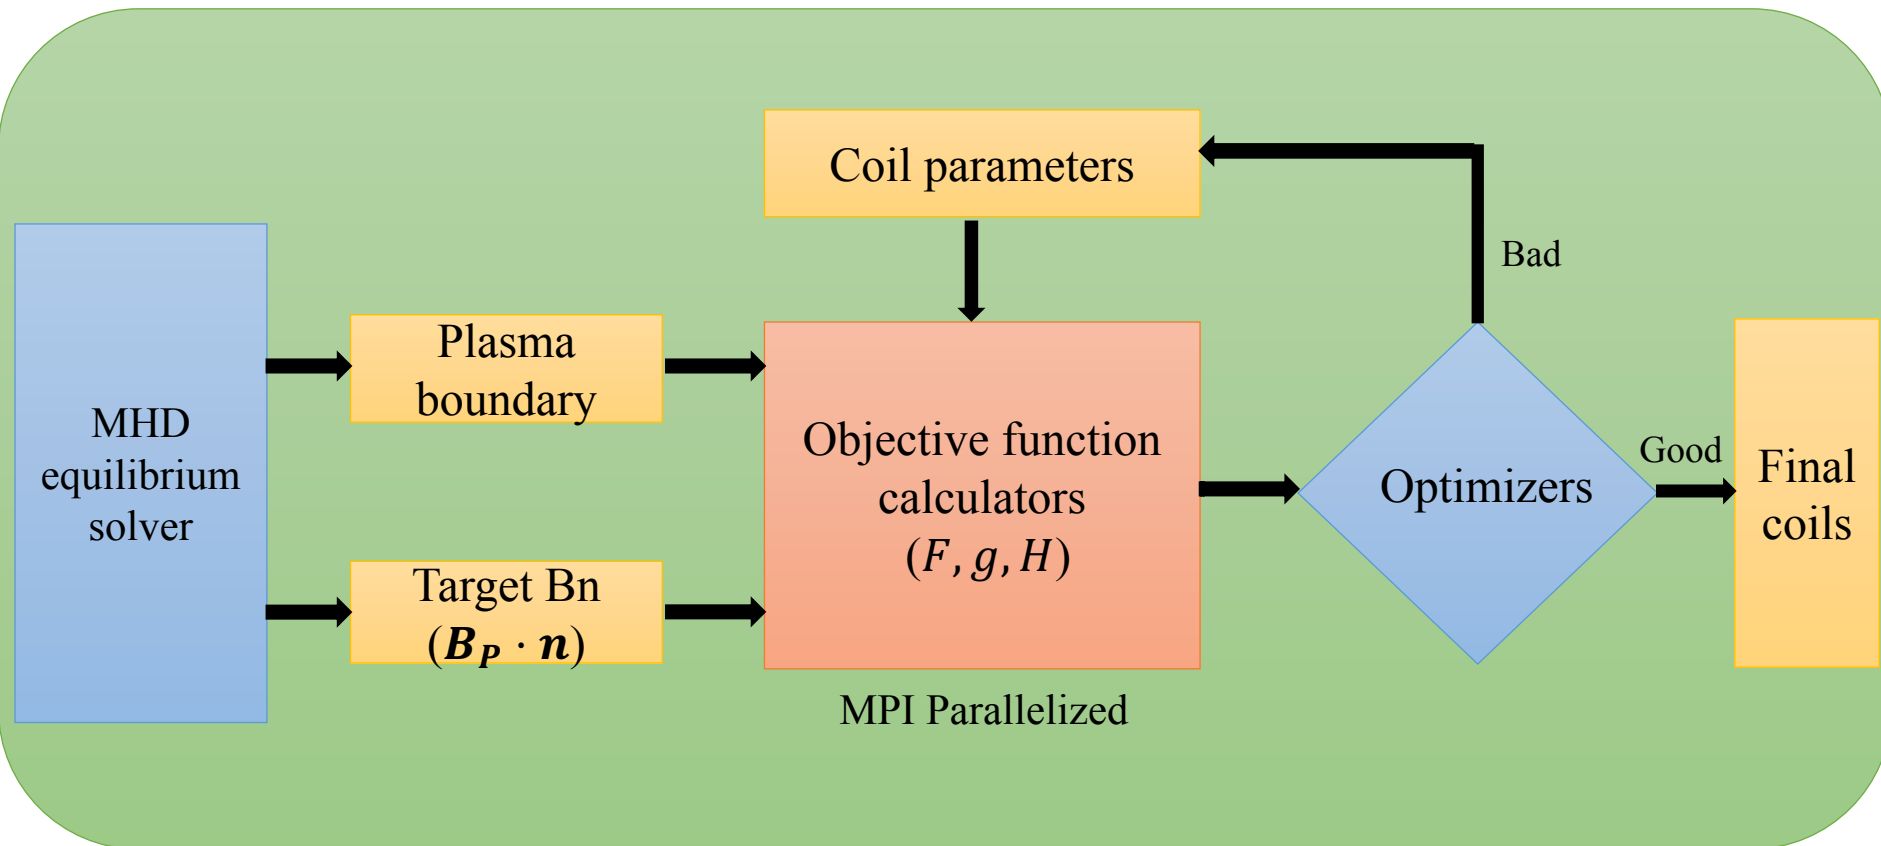 Coil parameters
Bad
Plasma
boundary
MHD
equilibrium
solver
Objective function
calculators
(F, g, H)
Optimizers
Good
Final
coils
Target Bn
(B_P · n)
MPI Parallelized